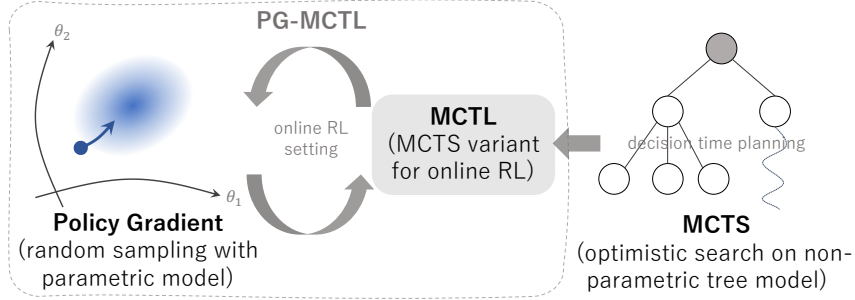 PG-MCTL
θ₂
online RL
setting
MCTL
(MCTS variant
for online RL)
decision time planning
θ₁
Policy Gradient
(random sampling with
parametric model)
MCTS
(optimistic search on non-
parametric tree model)